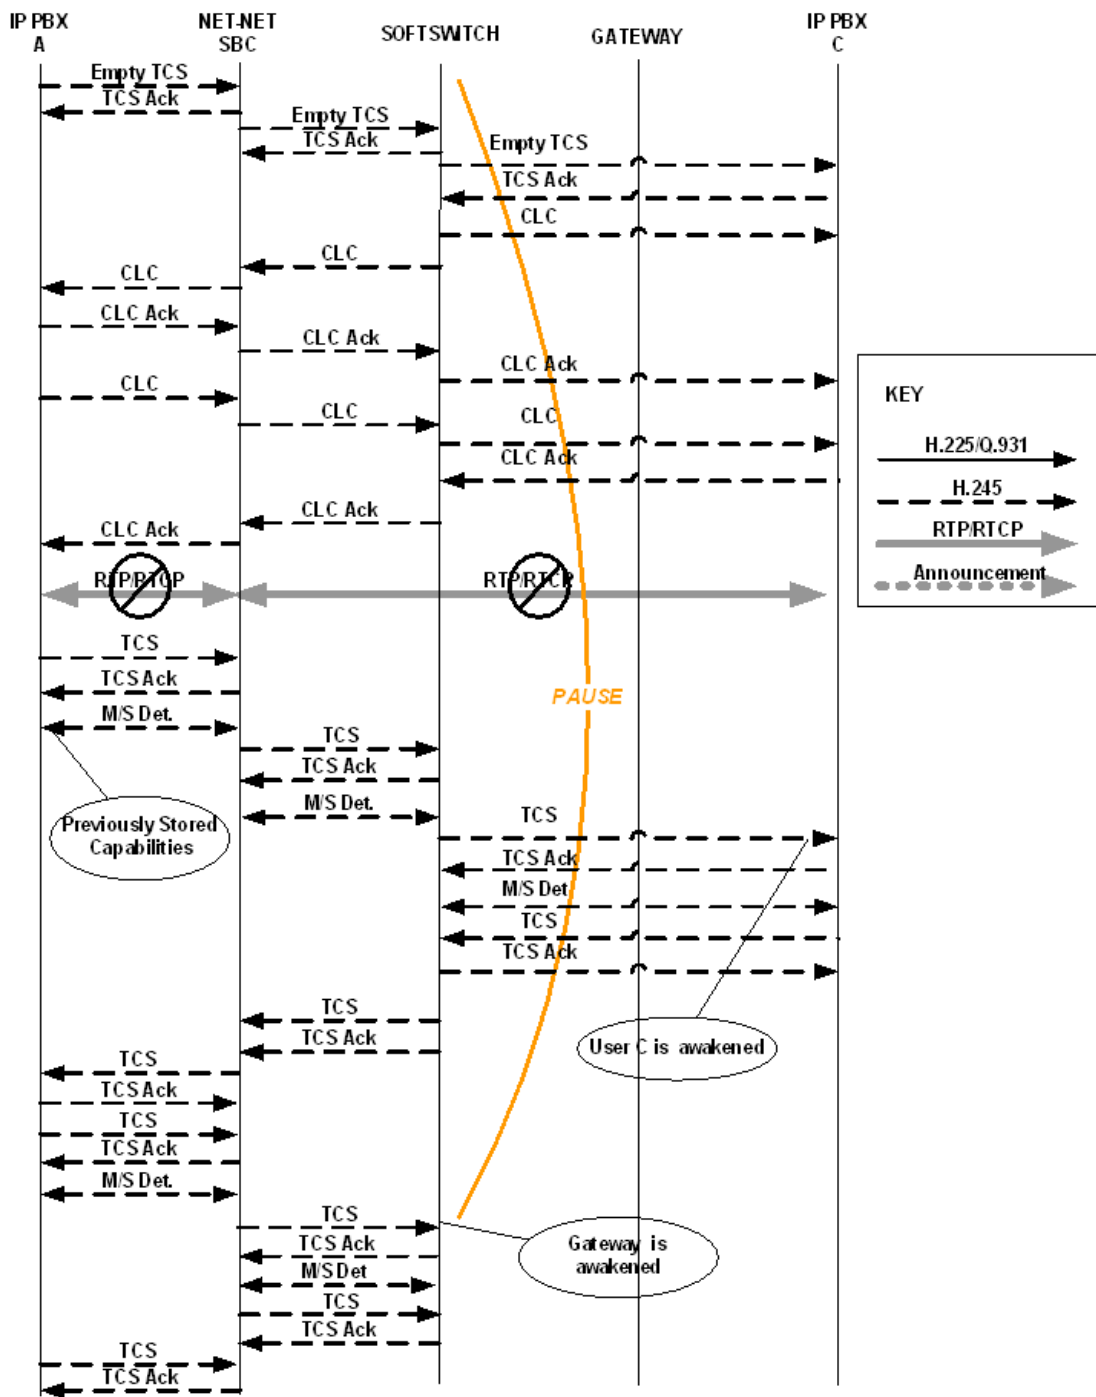 IP PBX
A
NET-NET
SBC
SOFTSWITCH
GATEWAY
IP PBX
C
Empty TCS
TCS Ack
Empty TCS
TCS Ack
Empty TCS
TCS Ack
CLC
CLC
CLC
CLC Ack
CLC Ack
CLC Ack
CLC
CLC
CLC
CLC Ack
CLC Ack
CLC Ack
KEY
H.225/Q.931
H.245
RTP/RTCP
Announcement
RTP/RTCP
RTP/RTCP
TCS
TCS Ack
M/S Det.
PAUSE
TCS
TCS Ack
M/S Det.
Previously Stored
Capabilities
TCS
TCS Ack
M/S Det
TCS
TCS Ack
TCS
TCS Ack
User C is awakened
TCS
TCS Ack
TCS
TCS Ack
M/S Det.
TCS
TCS Ack
M/S Det
Gateway is
awakened
TCS
TCS Ack
TCS
TCS Ack